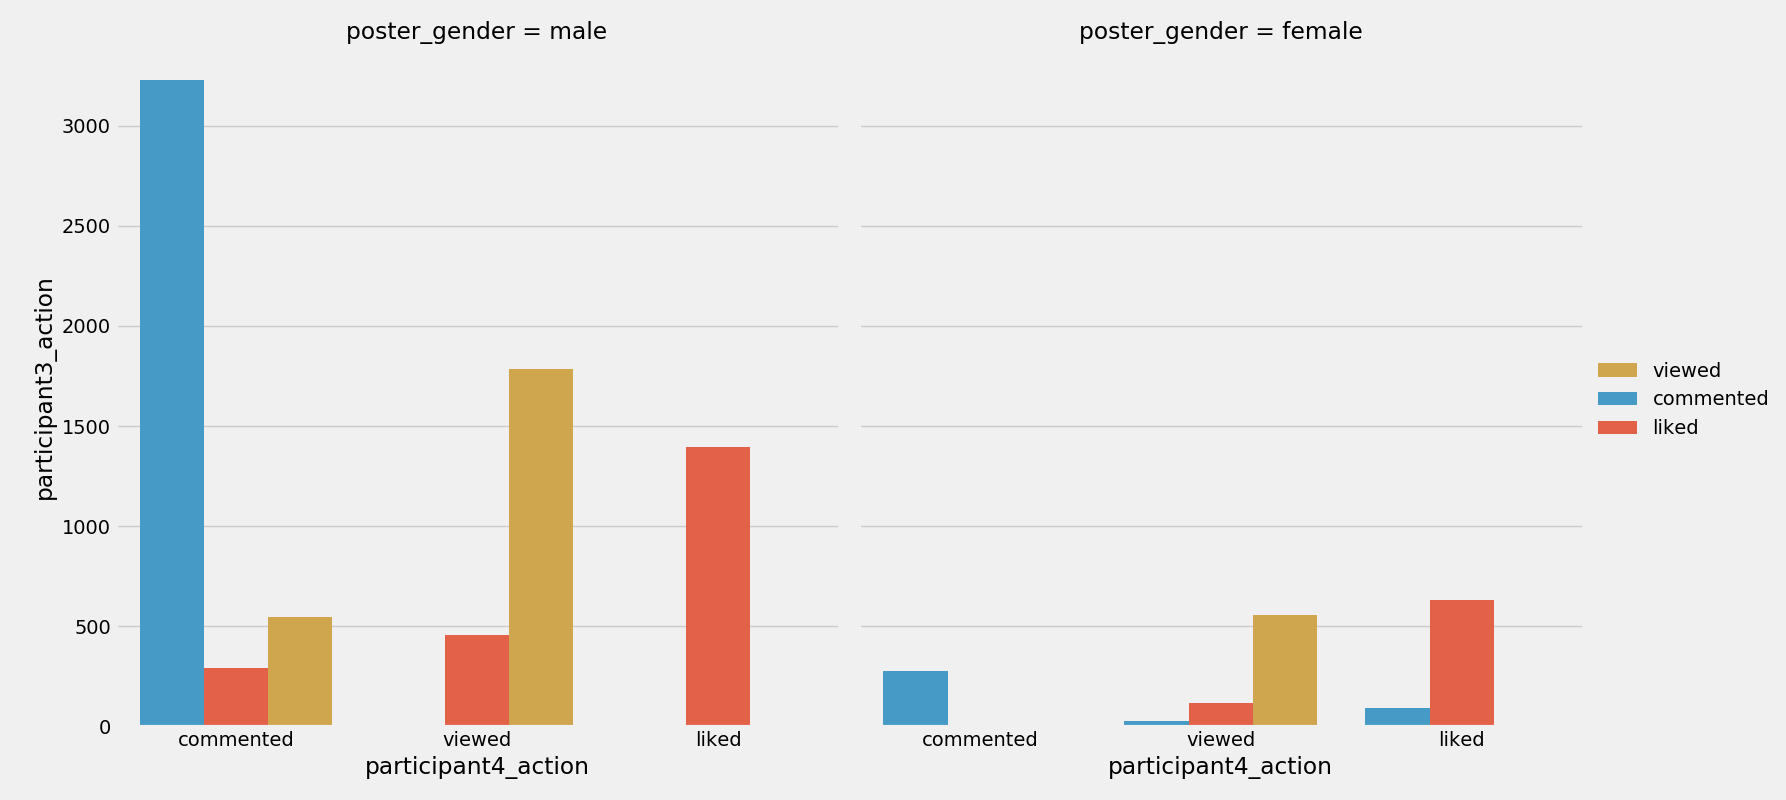 poster_gender = male
poster_gender = female
participant3_action
3000
2500
2000
1500
1000
500
0
commented
viewed
liked
participant4_action
commented
viewed
liked
participant4_action
viewed
commented
liked